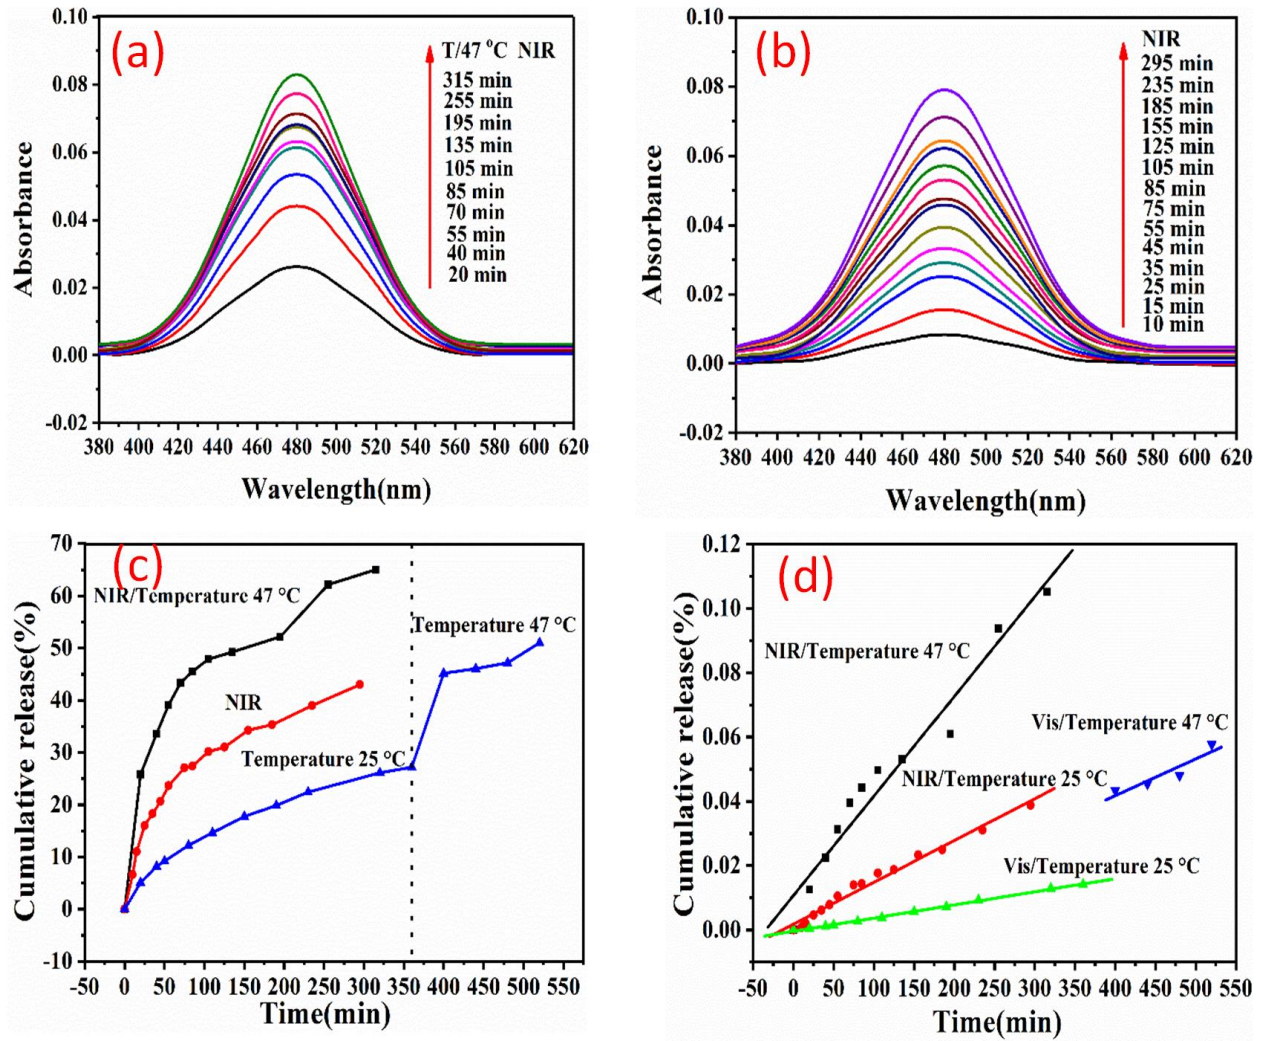 (a)
0.10
0.08
0.06
0.04
0.02
0.00
-0.02
Absorbance
T/47 °C NIR
315 min
255 min
195 min
135 min
105 min
85 min
70 min
55 min
40 min
20 min
380 400 420 440 460 480 500 520 540 560 580 600 620
Wavelength(nm)
(b)
0.10
0.08
0.06
0.04
0.02
0.00
-0.02
Absorbance
NIR
295 min
235 min
185 min
155 min
125 min
105 min
85 min
75 min
55 min
45 min
35 min
25 min
15 min
10 min
380 400 420 440 460 480 500 520 540 560 580 600 620
Wavelength(nm)
(c)
70
60
50
40
30
20
10
0
-10
Cumulative release(%)
NIR/Temperature 47 °C
Temperature 47 °C
NIR
Temperature 25 °C
-50 0 50 100 150 200 250 300 350 400 450 500 550
Time(min)
(d)
0.12
0.10
0.08
0.06
0.04
0.02
0.00
Cumulative release(%)
NIR/Temperature 47 °C
Vis/Temperature 47 °C
NIR/Temperature 25 °C
Vis/Temperature 25 °C
-50 0 50 100 150 200 250 300 350 400 450 500 550
Time(min)